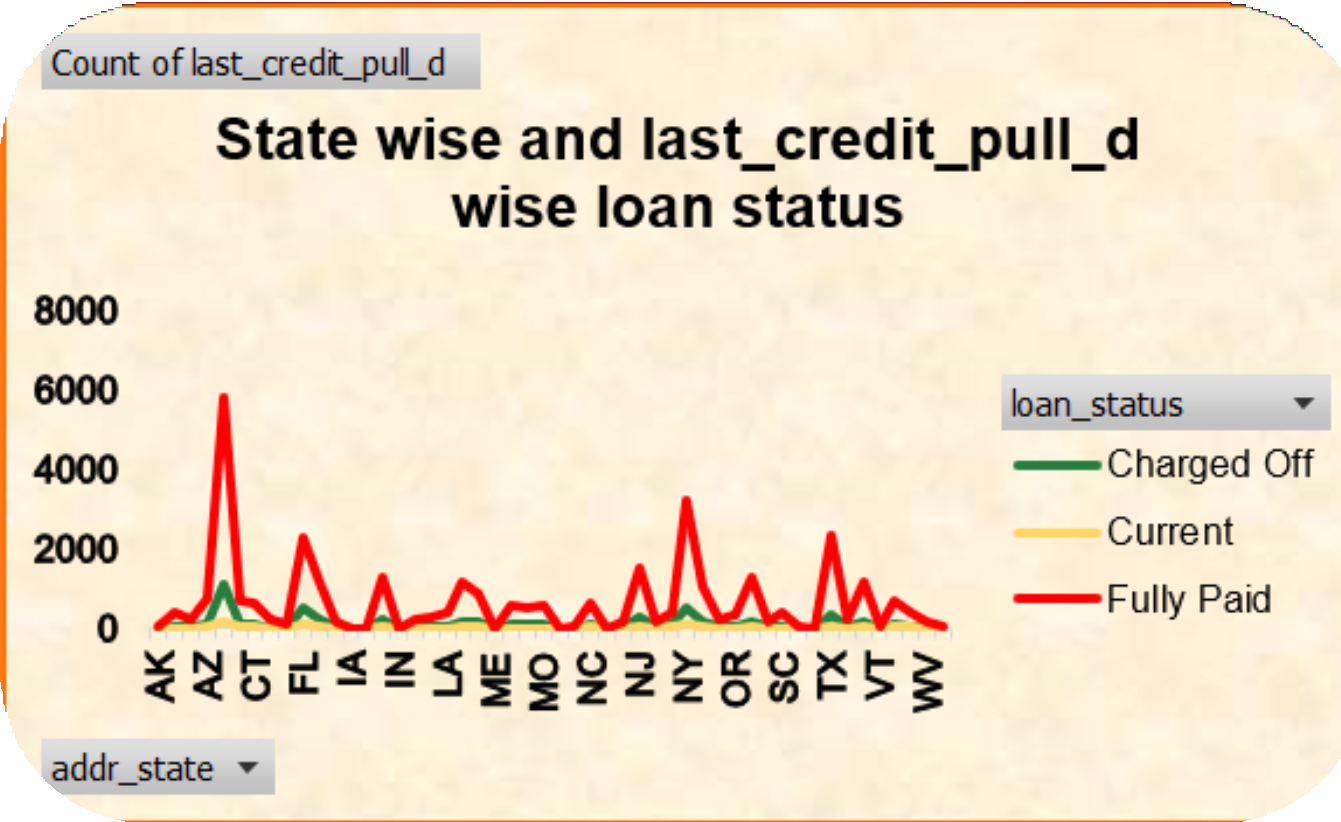 Count of last_credit_pull_d
State wise and last_credit_pull_d
wise loan status
8000
6000
4000
2000
0
AK
AZ
CT
FL
IA
IN
LA
ME
MO
NC
NJ
NY
OR
SC
TX
VT
WV
loan_status
Charged Off
Current
Fully Paid
addr_state